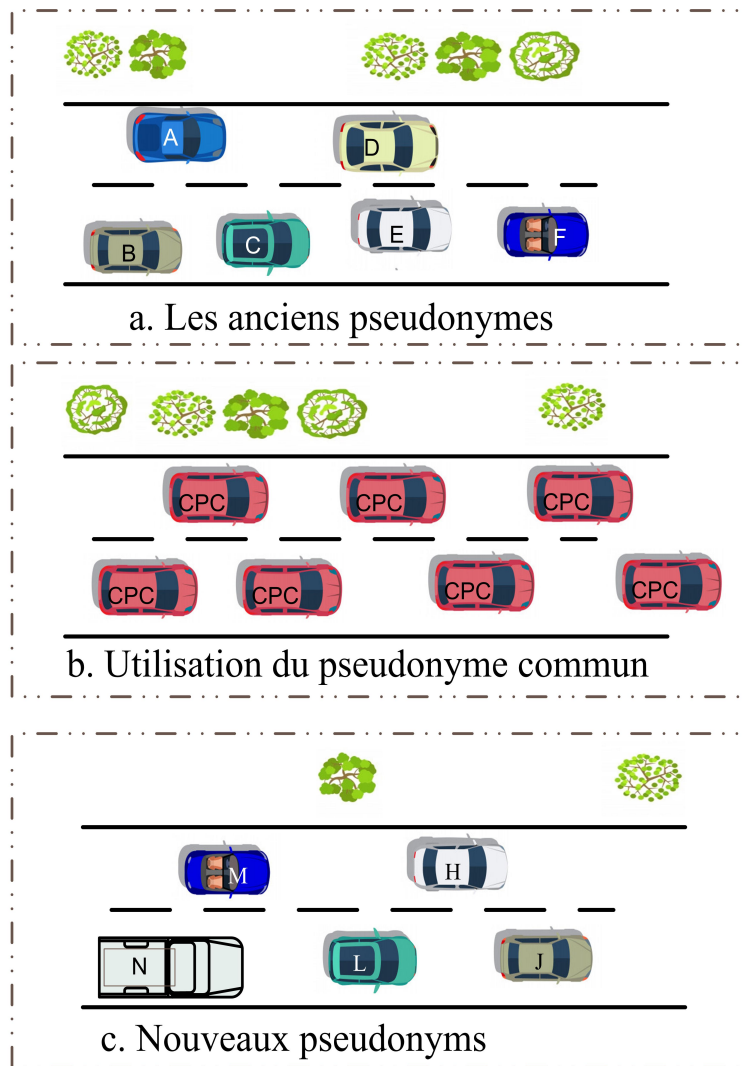 A
D
B
C
E
F
a. Les anciens pseudonymes
CPC
CPC
CPC
CPC
CPC
CPC
CPC
b. Utilisation du pseudonyme commun
M
H
N
L
J
c. Nouveaux pseudonyms